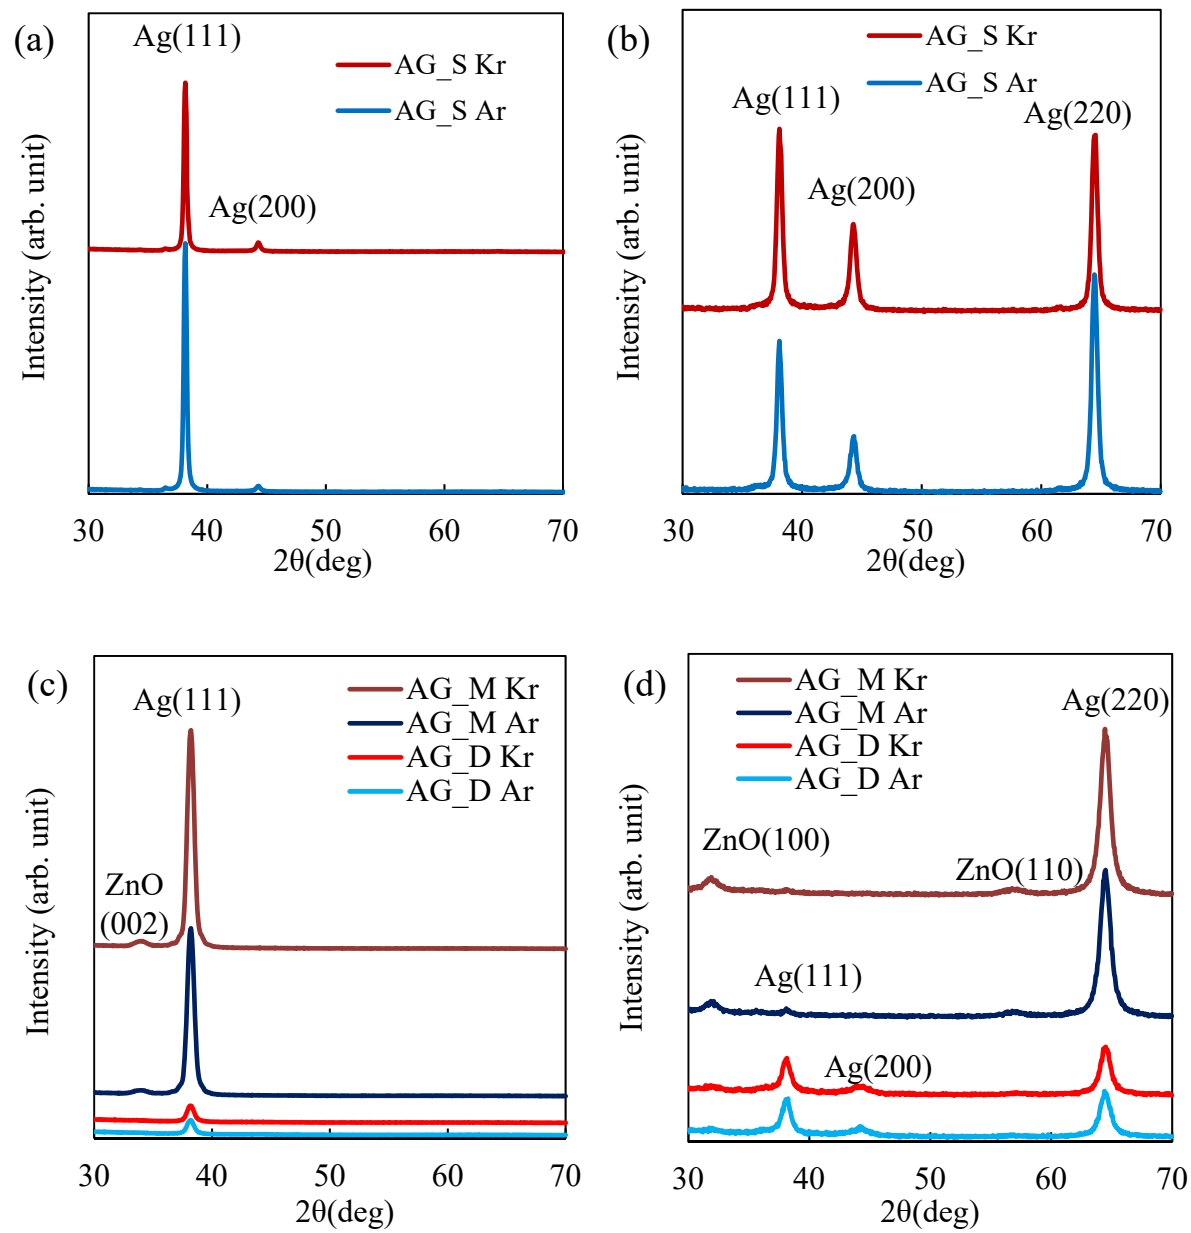 (a)
Ag(111)
AG_S Kr
AG_S Ar
Ag(200)
Intensity (arb. unit)
30
40
50
60
70
2θ(deg)
(b)
AG_S Kr
AG_S Ar
Ag(111)
Ag(220)
Ag(200)
Intensity (arb. unit)
30
40
50
60
70
2θ(deg)
(c)
Ag(111)
AG_M Kr
AG_M Ar
AG_D Kr
AG_D Ar
ZnO
(002)
Intensity (arb. unit)
30
40
50
60
70
2θ(deg)
(d)
AG_M Kr
AG_M Ar
AG_D Kr
AG_D Ar
Ag(220)
ZnO(100)
ZnO(110)
Ag(111)
Ag(200)
Intensity (arb. unit)
30
40
50
60
70
2θ(deg)